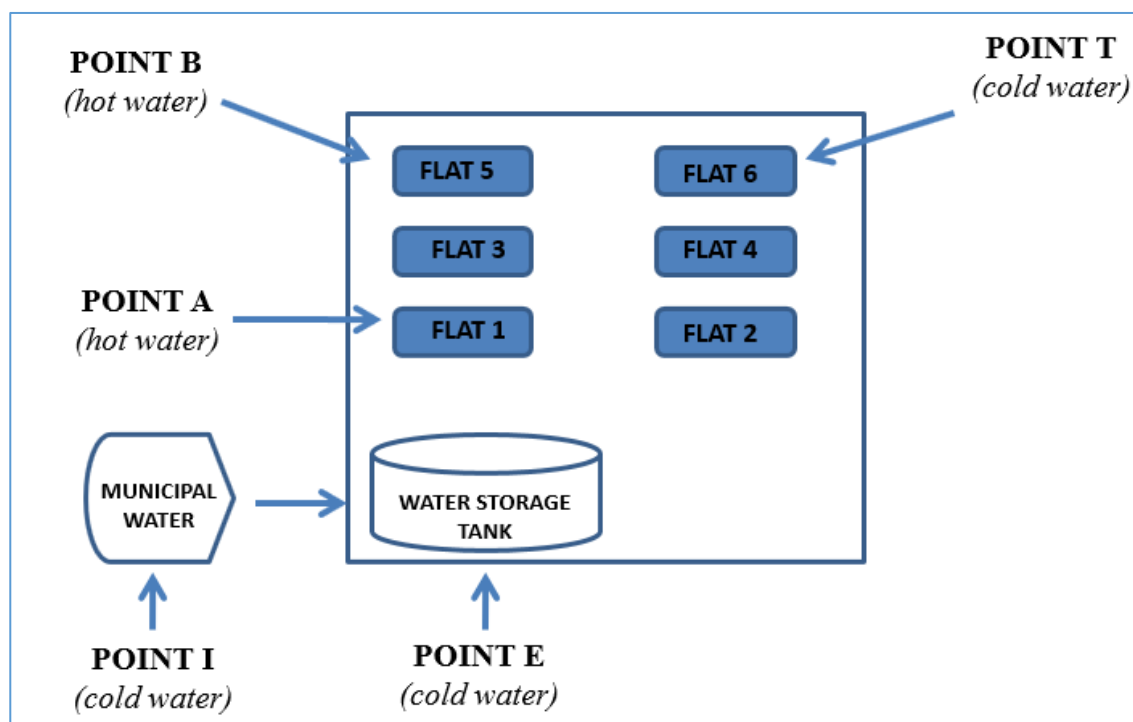 POINT B
(hot water)
POINT T
(cold water)
FLAT 5
FLAT 6
FLAT 3
FLAT 4
POINT A
(hot water)
FLAT 1
FLAT 2
MUNICIPAL
WATER
WATER STORAGE
TANK
POINT I
(cold water)
POINT E
(cold water)